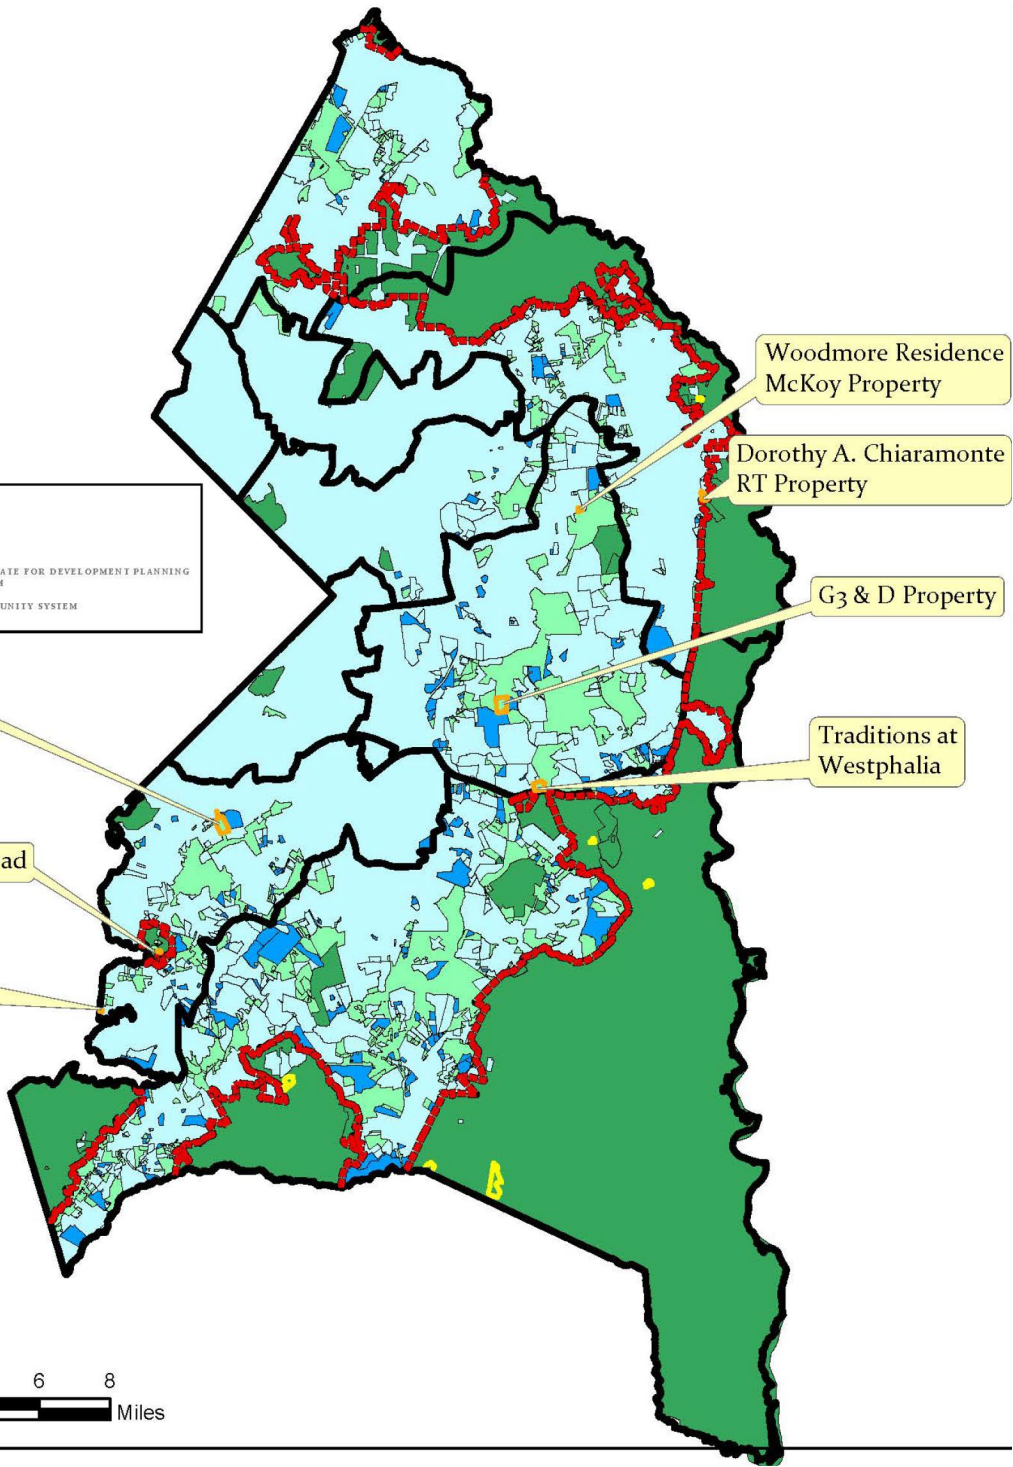 Woodmore Residence
McKoy Property
Dorothy A. Chiaramonte
RT Property
ATE FOR DEVELOPMENT PLANNING
UNITY SYSTEM
G3 & D Property
Traditions at
Westphalia
ad
6 8
Miles